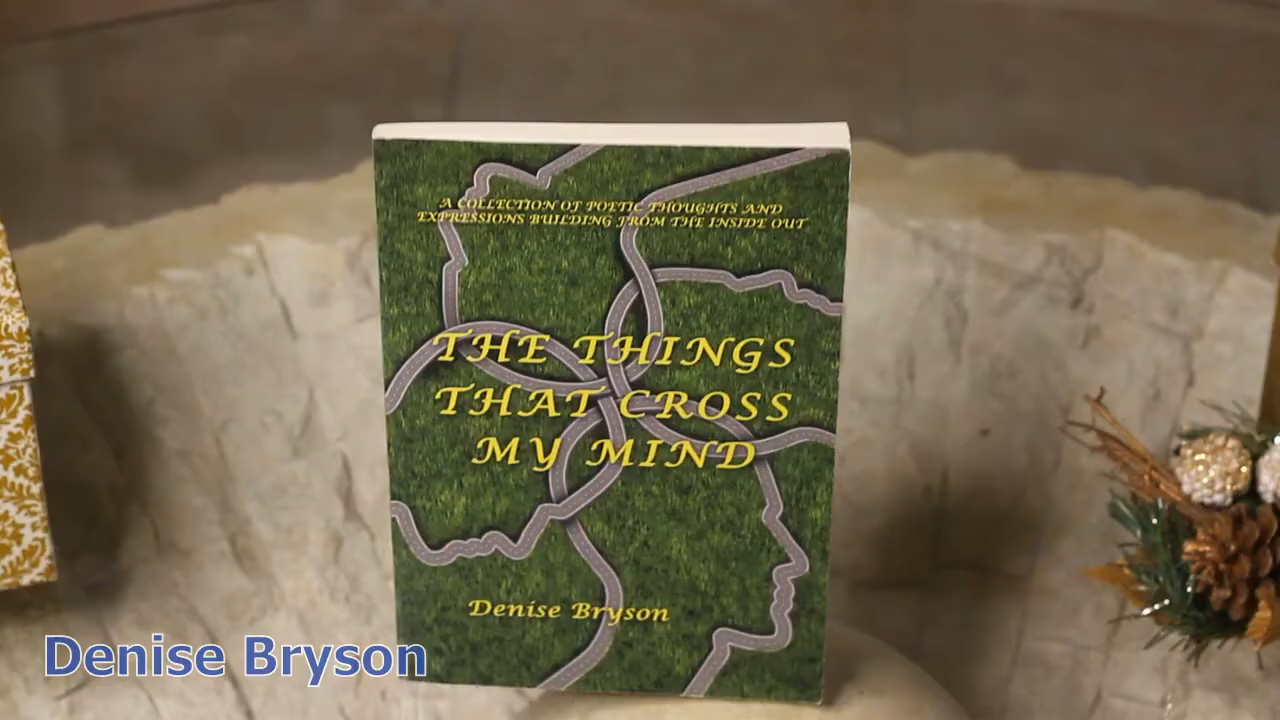 A COLLECTION OF POETIC THOUGHTS AND
EXPRESSIONS BUILDING FROM THE INSIDE OUT
THE THINGS
THAT CROSS
MY MIND
Denise Bryson
Denise Bryson